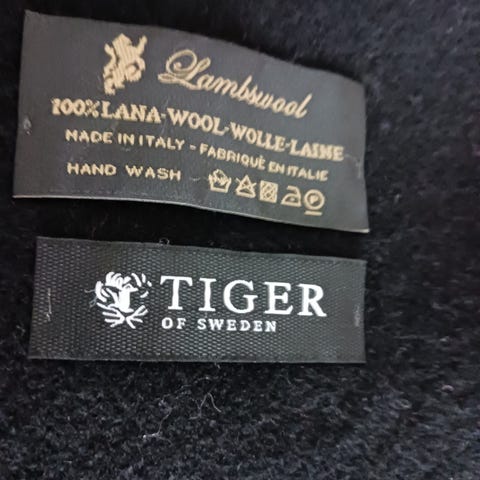 Lambswool
100% LANA-WOOL-WOLLE-LAINE
MADE IN ITALY - FABRIQUÉ EN ITALIE
HAND WASH
TIGER
OF SWEDEN